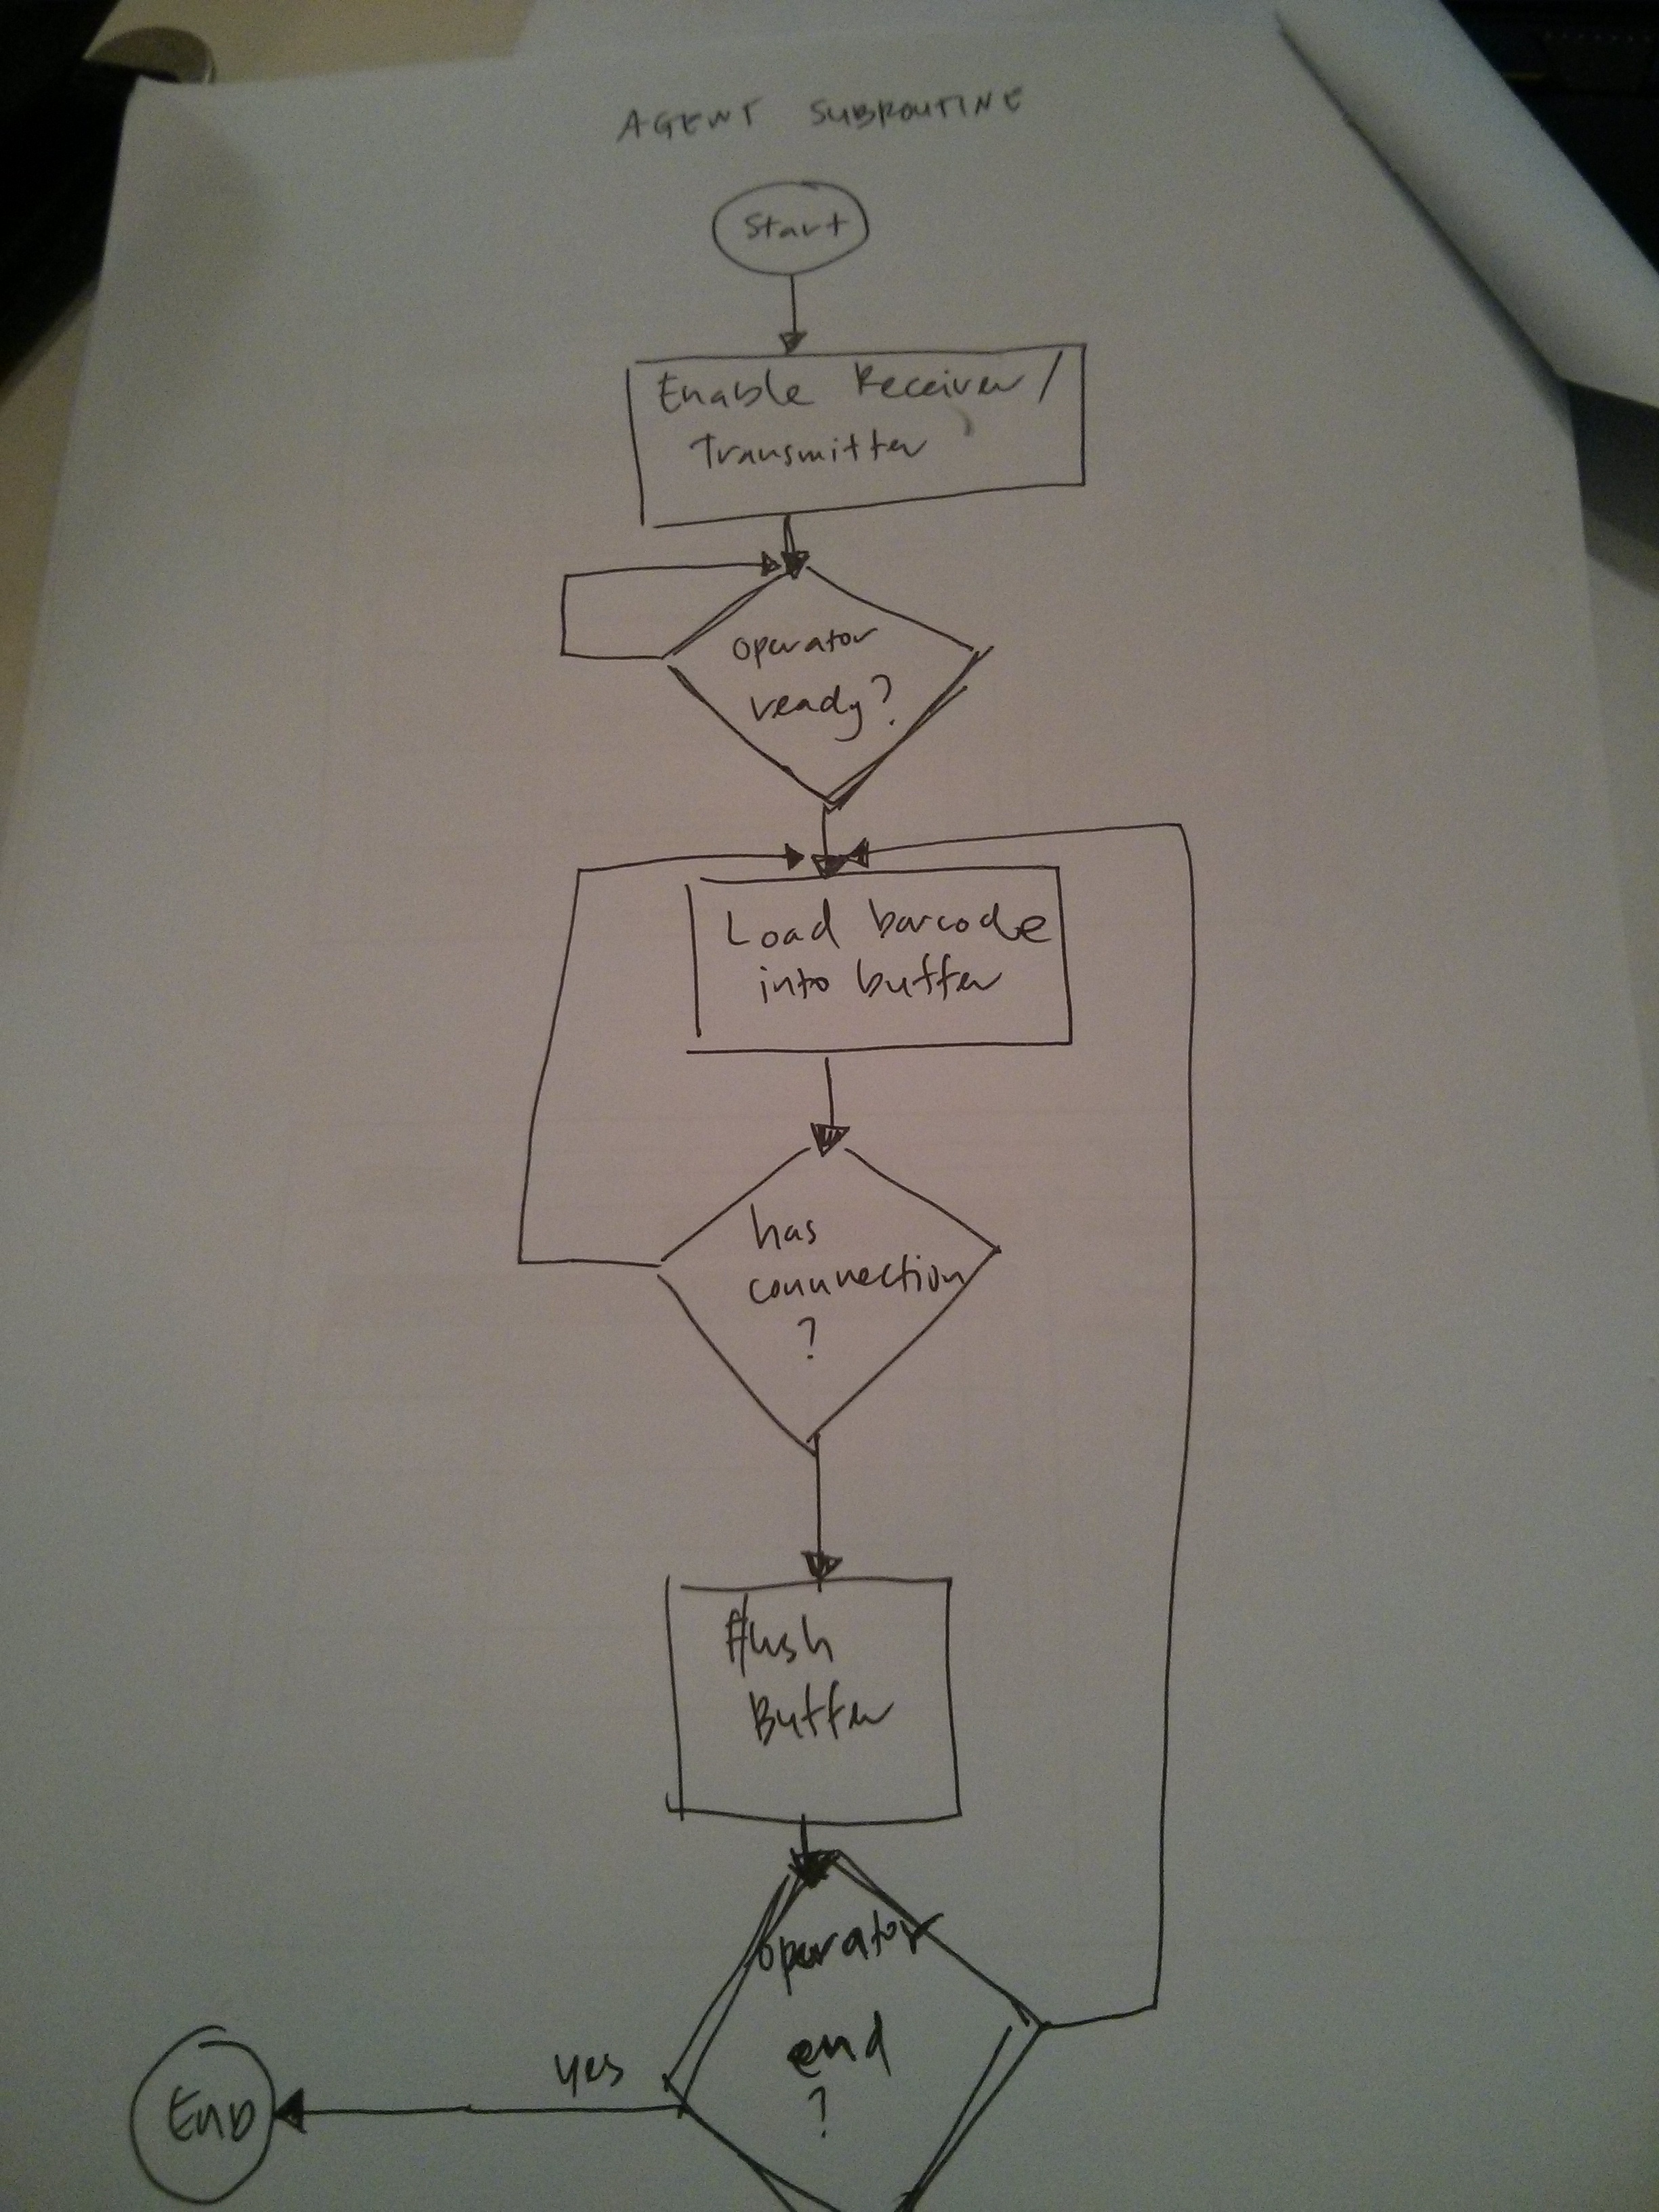 AGENT SUBROUTINE
Start
Enable Receiver/
Transmitter
operator
ready?
Load barcode
into buffer
has
connnection
?
flush
Buffer
operator
end
?
yes
END